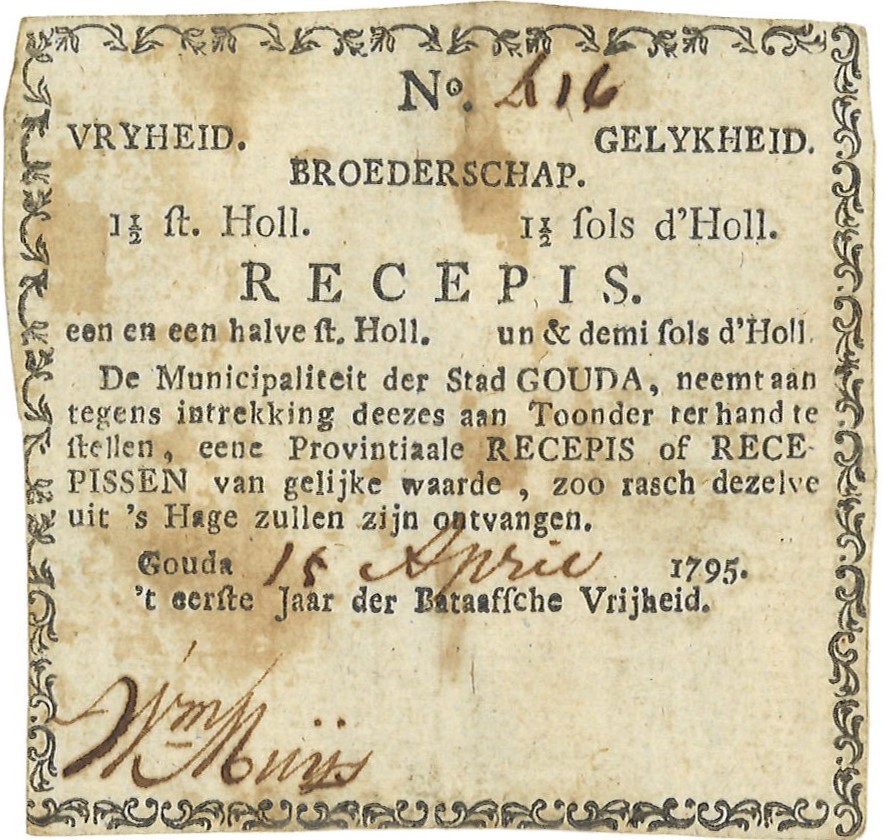 No. 216
VRYHEID. GELYKHEID.
BROEDERSCHAP.
1½ ſt. Holl. 1½ ſols d'Holl.
RECEPIS.
een en een halve ſt. Holl. un & demi ſols d'Holl.
De Municipaliteit der Stad GOUDA, neemt aan
tegens intrekking deezes aan Toonder ter hand te
ſtellen, eene Provintiaale RECEPIS of RECE-
PISSEN van gelijke waarde, zoo rasch dezelve
uit 's Hage zullen zijn ontvangen.
Gouda 15 April 1795.
't eerſte Jaar der Bataafſche Vrijheid.
Wm Muijs